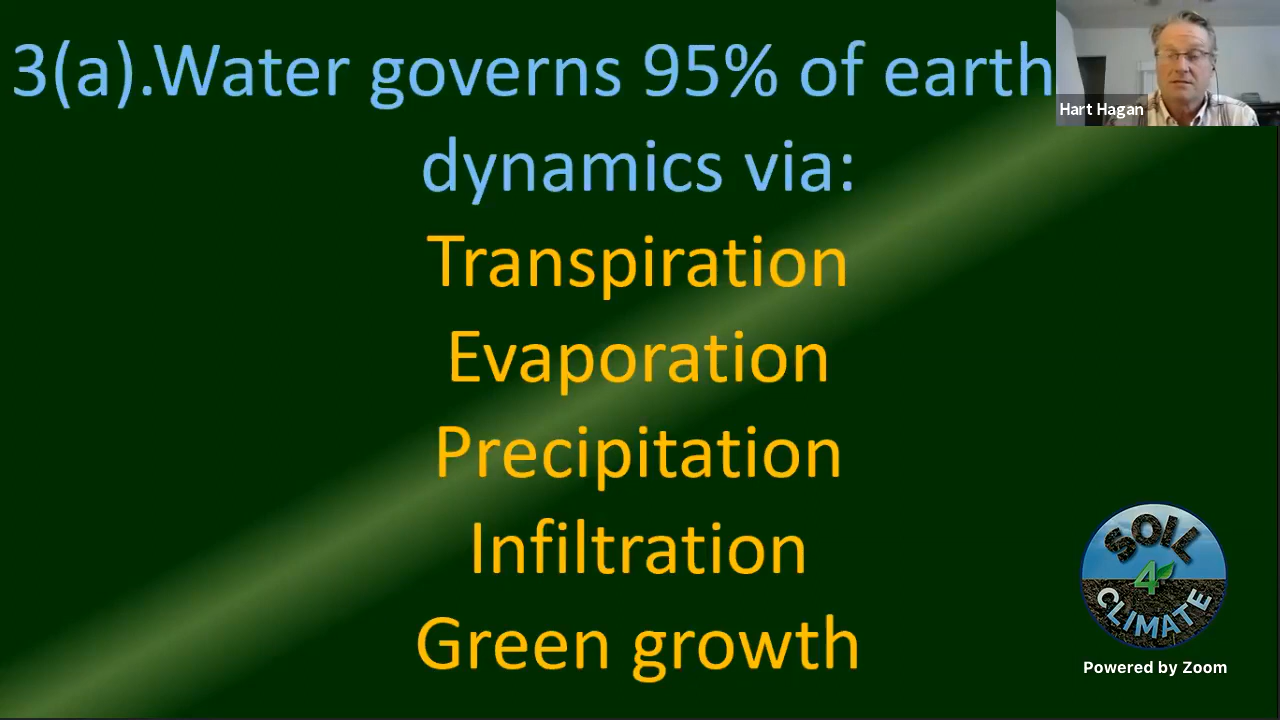 3(a).Water governs 95% of earth
dynamics via:
Transpiration
Evaporation
Precipitation
Infiltration
Green growth
Hart Hagan
SOIL
4
CLIMATE
Powered by Zoom